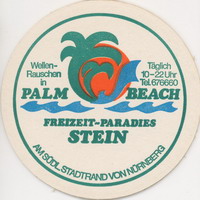 Wellen-
Rauschen
in
Täglich
10-22 Uhr
Tel. 676660
PALM BEACH
FREIZEIT-PARADIES
STEIN
AM SÜDL. STADTRAND VON NÜRNBERG